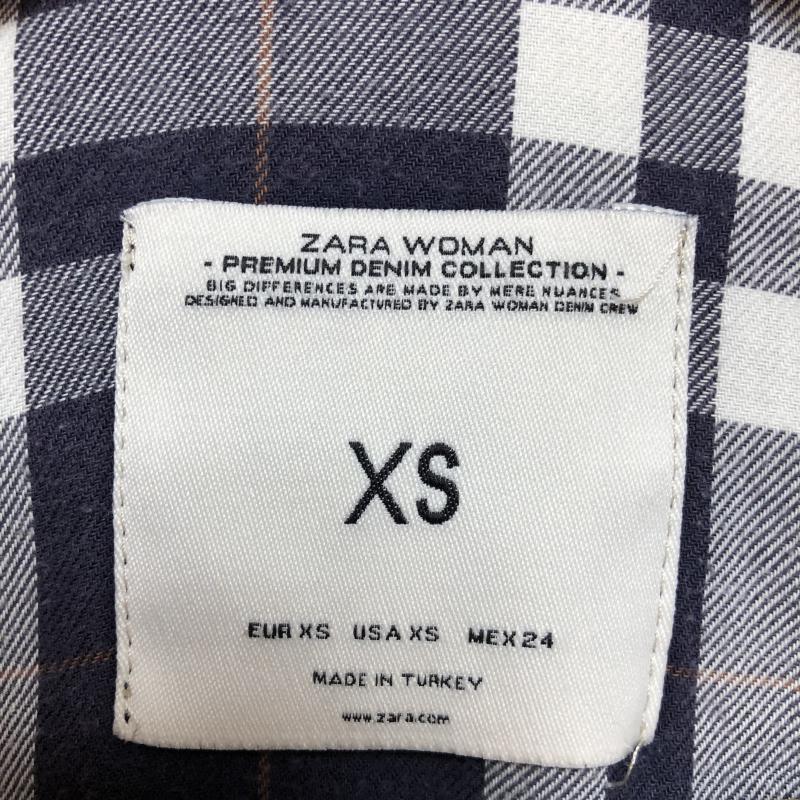 ZARA WOMAN
- PREMIUM DENIM COLLECTION -
BIG DIFFERENCES ARE MADE BY MERE NUANCES
DESIGNED AND MANUFACTURED BY ZARA WOMAN DENIM CREW
XS
EUR XS USA XS MEX 24
MADE IN TURKEY
www.zara.com